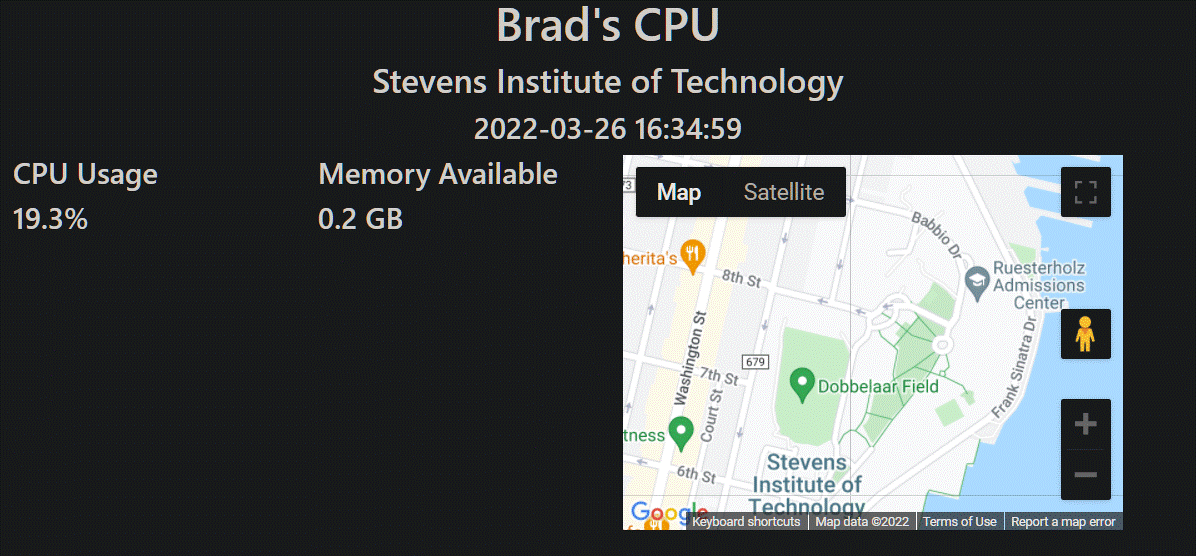 Brad's CPU
Stevens Institute of Technology
2022-03-26 16:34:59
CPU Usage
19.3%
Memory Available
0.2 GB
Map
Satellite
Babbio Dr
herita's
8th St
Ruesterholz
Admissions
Center
Washington St
679
7th St
Court St
Dobbelaar Field
Frank Sinatra Dr
tness
6th St
Stevens
Institute of
Technology
Google
Keyboard shortcuts
Map data ©2022
Terms of Use
Report a map error